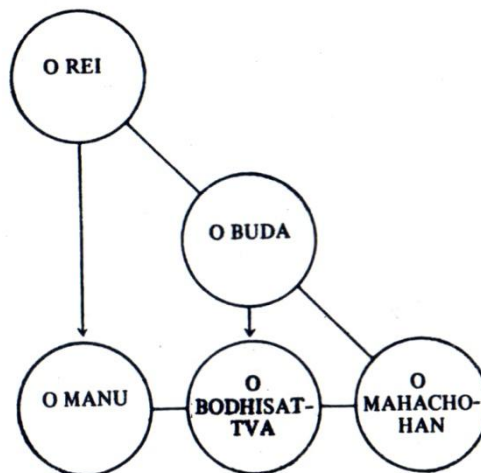 O REI
O BUDA
O MANU
O
BODHISAT-
TVA
O
MAHACHO-
HAN